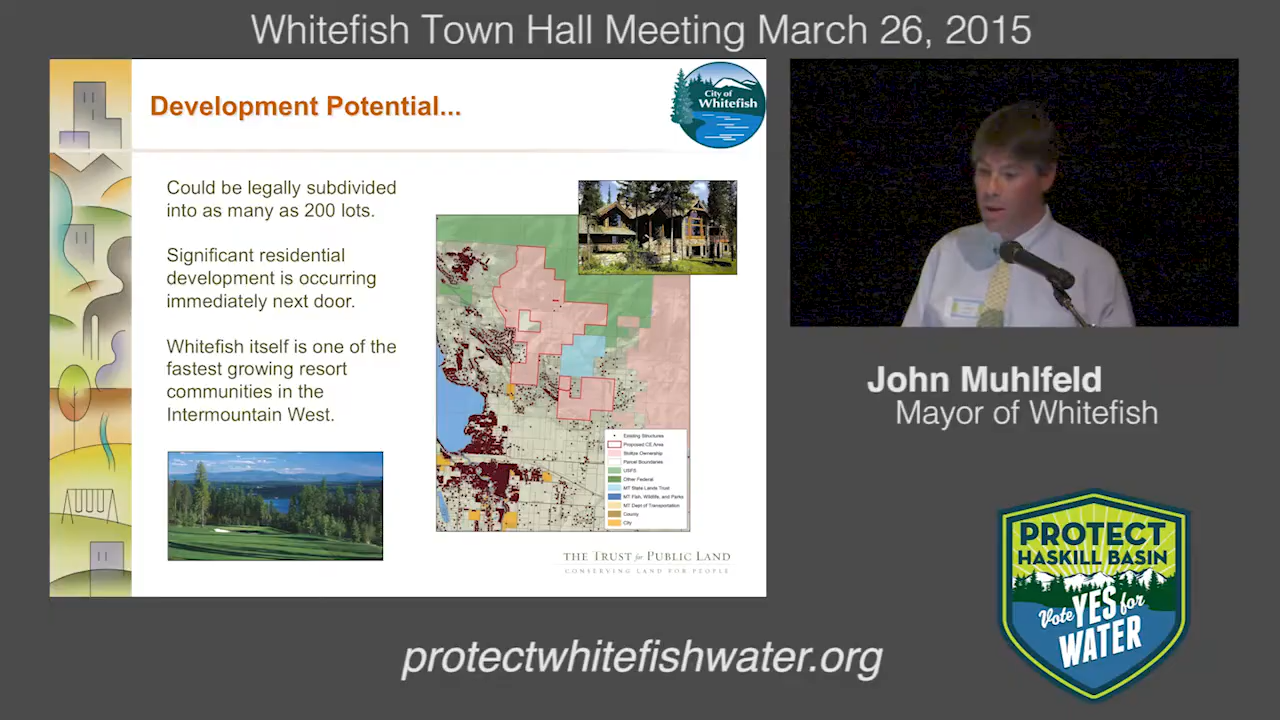 Whitefish Town Hall Meeting March 26, 2015
Development Potential...
City of
Whitefish
Could be legally subdivided
into as many as 200 lots.
Significant residential
development is occurring
immediately next door.
Whitefish itself is one of the
fastest growing resort
communities in the
Intermountain West.
Existing Structures
Proposed CE Area
Stoltze Ownership
Parcel Boundaries
USFS
Other Federal
MT State Lands Trust
MT Fish, Wildlife, and Parks
MT Dept of Transportation
County
City
THE TRUST for PUBLIC LAND
CONSERVING LAND FOR PEOPLE
John Muhlfeld
Mayor of Whitefish
PROTECT
HASKILL BASIN
Vote YES for
WATER
protectwhitefishwater.org